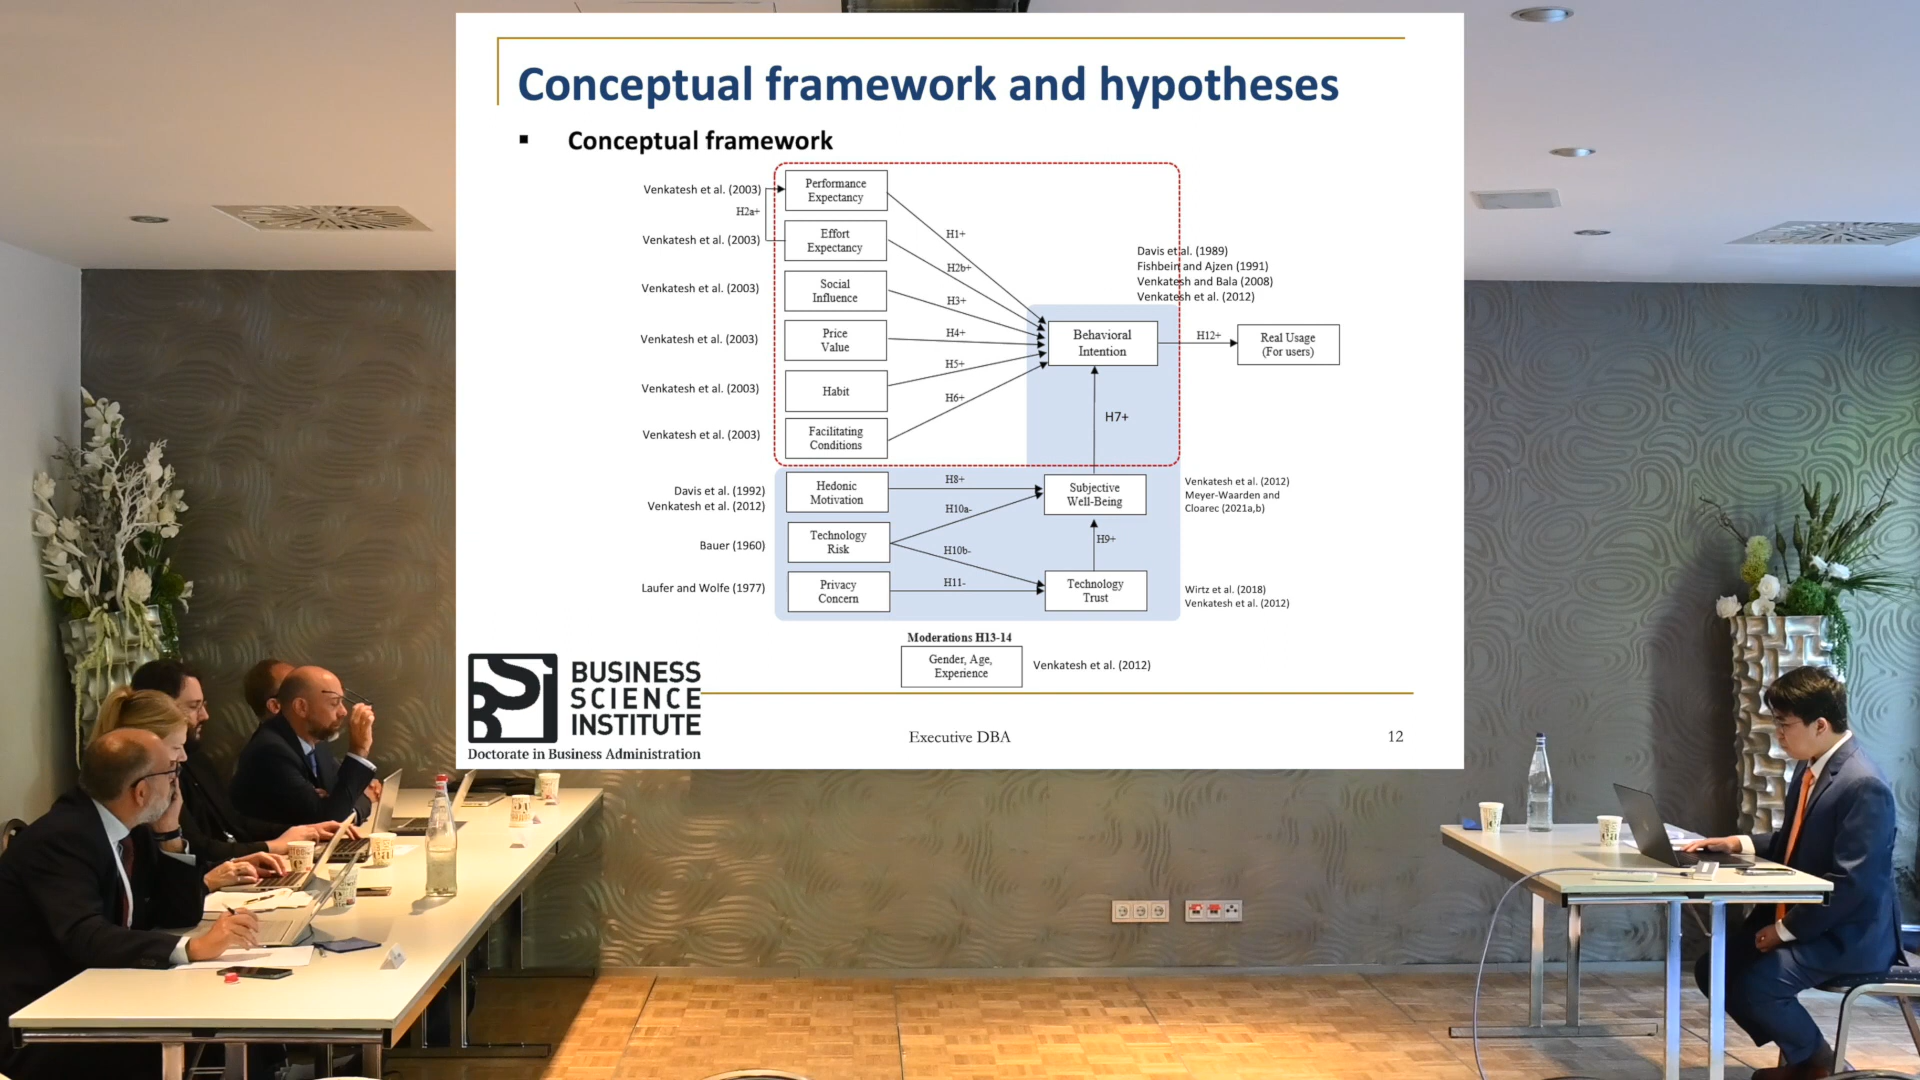 Conceptual framework and hypotheses
▪ Conceptual framework
Venkatesh et al. (2003)
H2a+
Venkatesh et al. (2003)
Venkatesh et al. (2003)
Venkatesh et al. (2003)
Venkatesh et al. (2003)
Venkatesh et al. (2003)
Davis et al. (1992)
Venkatesh et al. (2012)
Bauer (1960)
Laufer and Wolfe (1977)
Performance
Expectancy
Effort
Expectancy
Social
Influence
Price
Value
Habit
Facilitating
Conditions
Hedonic
Motivation
Technology
Risk
Privacy
Concern
H1+
H2b+
H3+
H4+
H5+
H6+
H8+
H10a-
H10b-
H11-
Davis et al. (1989)
Fishbein and Ajzen (1991)
Venkatesh and Bala (2008)
Venkatesh et al. (2012)
Behavioral
Intention
H12+
Real Usage
(For users)
H7+
Subjective
Well-Being
Venkatesh et al. (2012)
Meyer-Waarden and
Cloarec (2021a,b)
H9+
Technology
Trust
Wirtz et al. (2018)
Venkatesh et al. (2012)
Moderations H13-14
Gender, Age,
Experience
Venkatesh et al. (2012)
BSI
BUSINESS
SCIENCE
INSTITUTE
Doctorate in Business Administration
Executive DBA
12